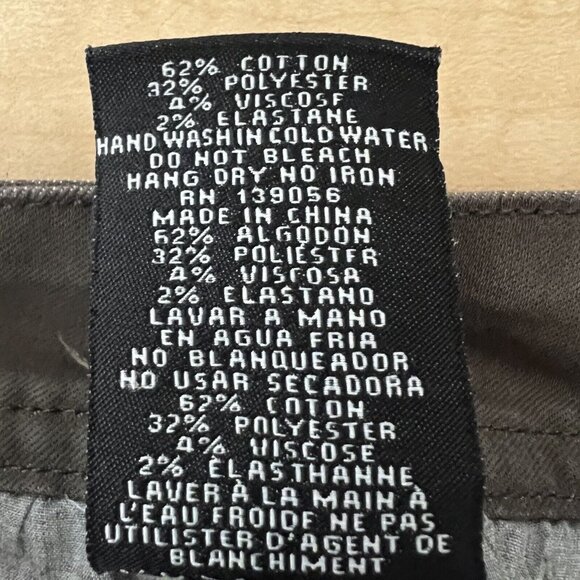 62% COTTON
32% POLYESTER
4% VISCOSE
2% ELASTANE
HAND WASH IN COLD WATER
DO NOT BLEACH
HANG DRY NO IRON
RN 139056
MADE IN CHINA
62% ALGODON
32% POLIESTER
4% VISCOSA
2% ELASTANO
LAVAR A MANO
EN AGUA FRIA
NO BLANQUEADOR
NO USAR SECADORA
62% COTON
32% POLYESTER
4% VISCOSE
2% ELASTHANNE
LAVER À LA MAIN À
L'EAU FROIDE NE PAS
UTILISTER D'AGENT DE
BLANCHIMENT